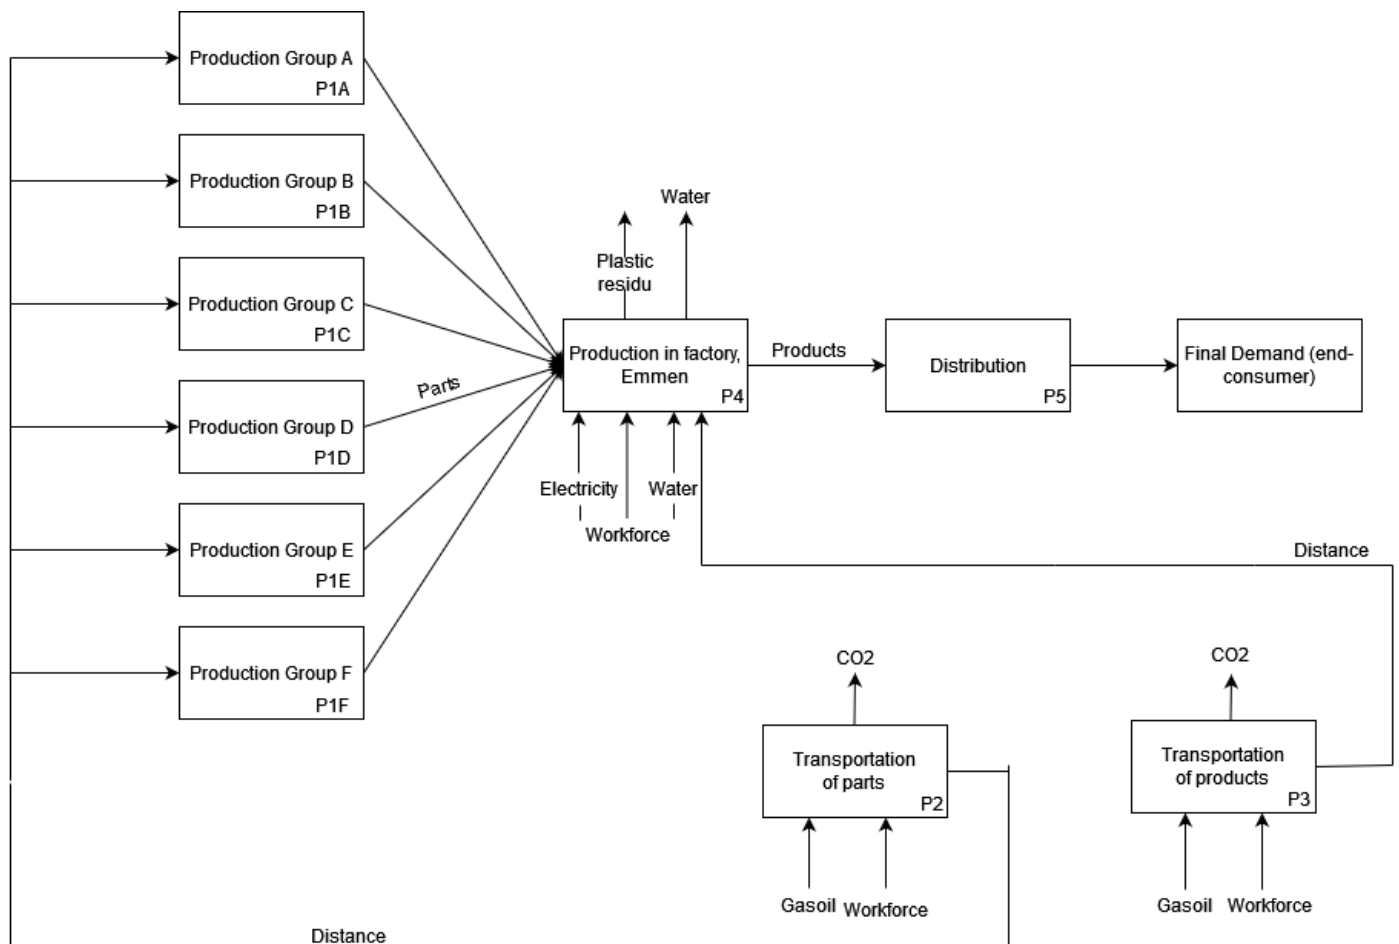 Production Group A
P1A
Production Group B
P1B
Production Group C
P1C
Production Group D
P1D
Production Group E
P1E
Production Group F
P1F
Parts
Water
Plastic
residu
Production in factory,
Emmen
P4
Products
Distribution
P5
Final Demand (end-
consumer)
Electricity
Water
Workforce
Distance
CO2
Transportation
of parts
P2
Gasoil
Workforce
CO2
Transportation
of products
P3
Gasoil
Workforce
Distance